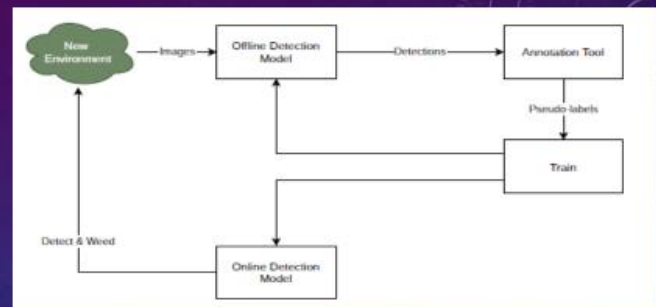 New
Environment
Images
Offline Detection
Model
Detections
Annotation Tool
Pseudo-labels
Train
Detect & Weed
Online Detection
Model